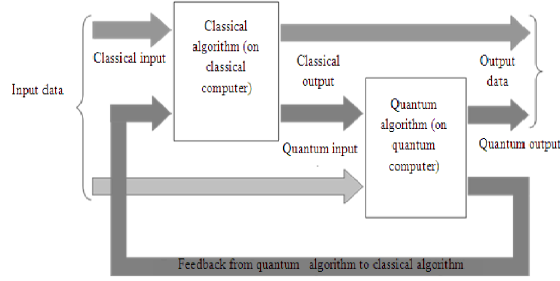 Input data
Classical input
Classical
algorithm (on
classical
computer)
Classical
output
Quantum input
Quantum
algorithm (on
quantum
computer)
Output
data
Quantum output
Feedback from quantum algorithm to classical algorithm